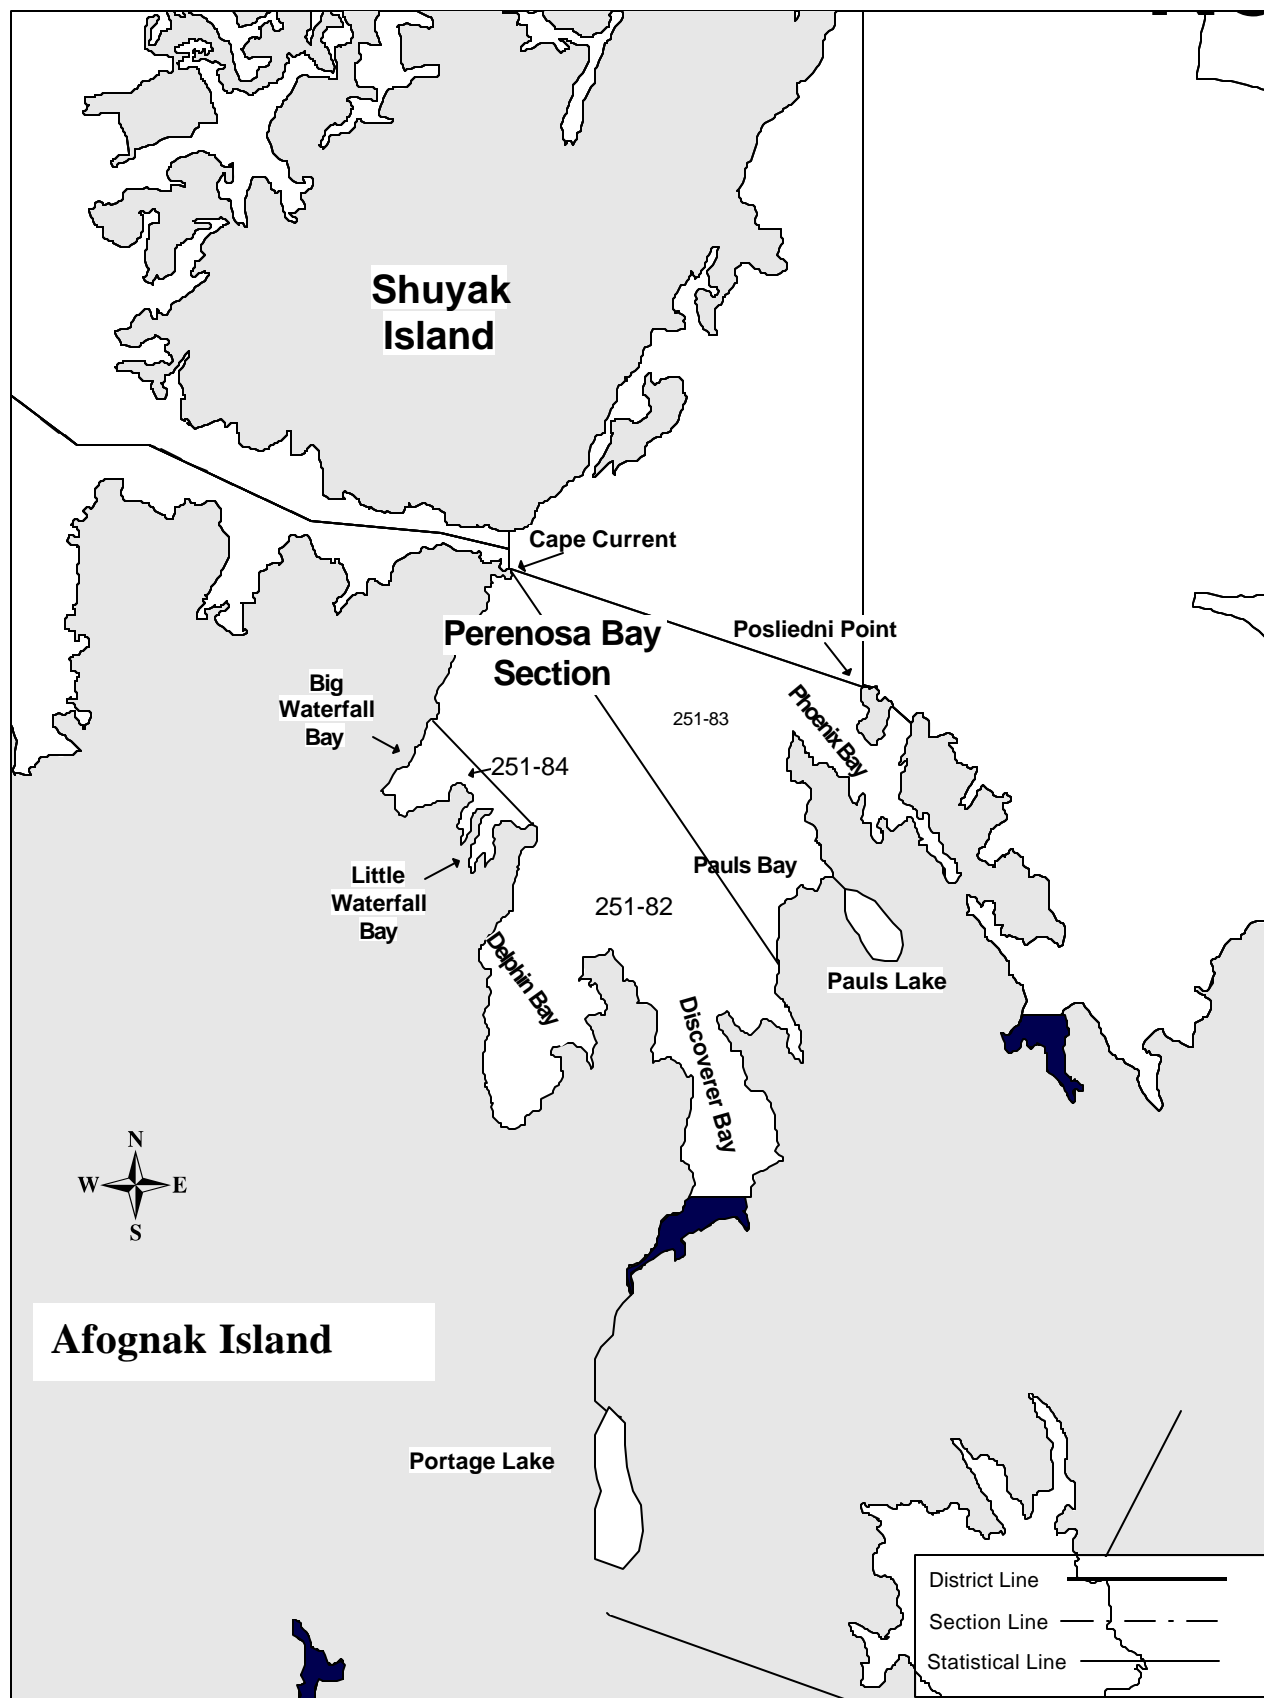 Shuyak
Island
Cape Current
Perenosa Bay
Section
Posliedni Point
Big
Waterfall
Bay
Phoenix Bay
251-83
251-84
Pauls Bay
Little
Waterfall
Bay
251-82
Delphin Bay
Pauls Lake
Discoverer Bay
N
W
E
S
Afognak Island
Portage Lake
District Line
Section Line
Statistical Line